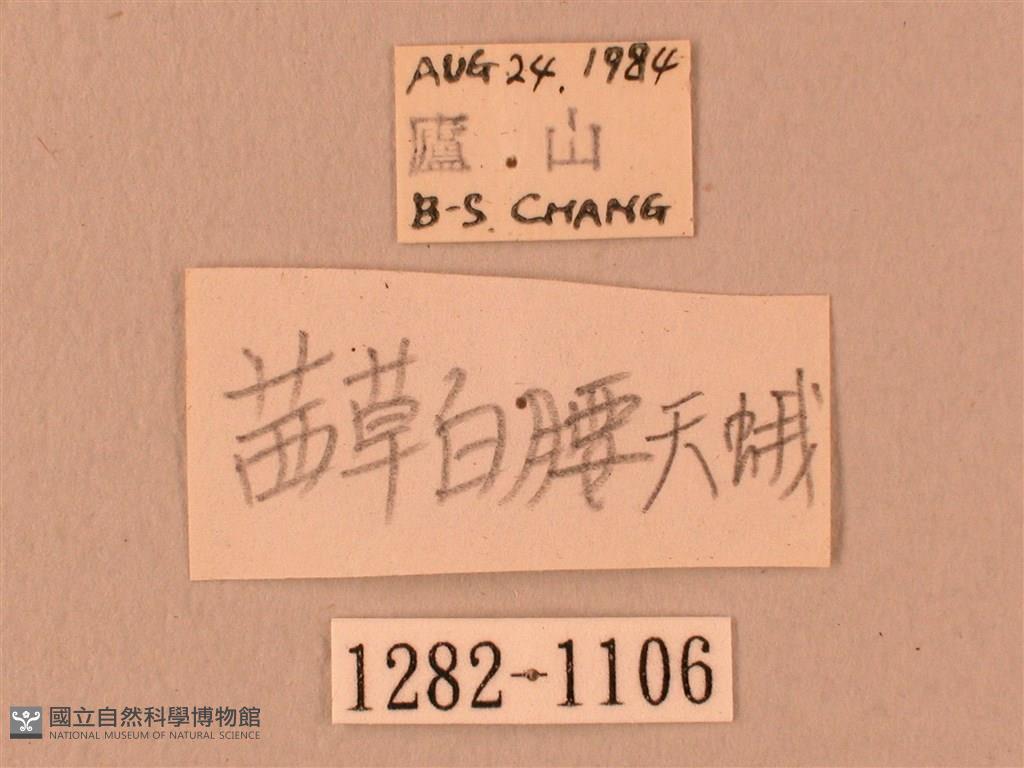 AUG 24. 1984
廬山
B-S. CHANG
茜草白腰天蛾
1282-1106
國立自然科學博物館
NATIONAL MUSEUM OF NATURAL SCIENCE